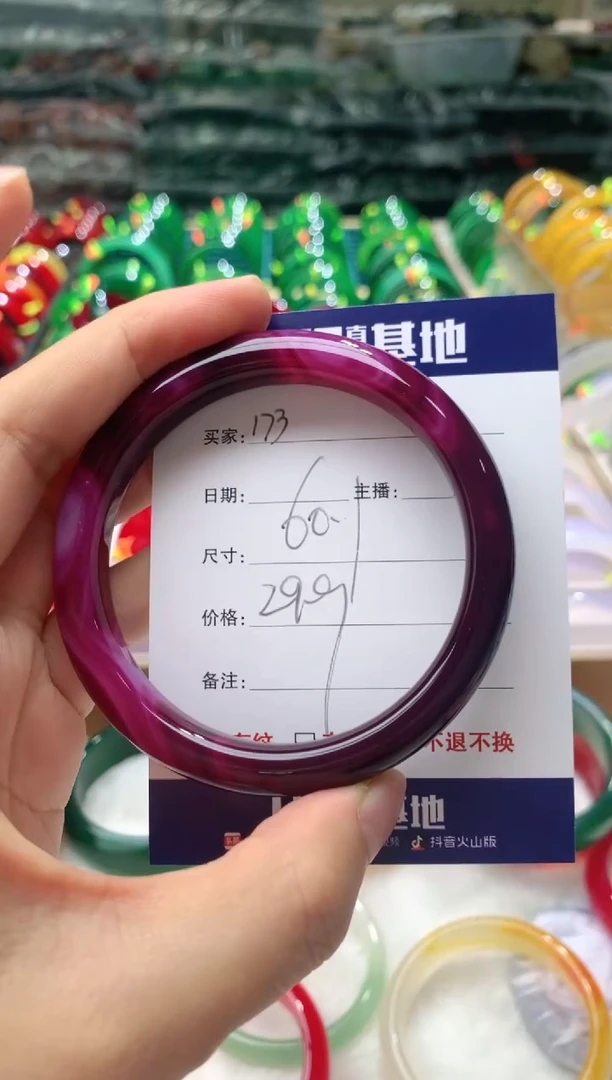 真基地
买家: 173
日期: 主播:
60.
尺寸:
价格: 299
备注:
不退不换
基地
抖音火山版